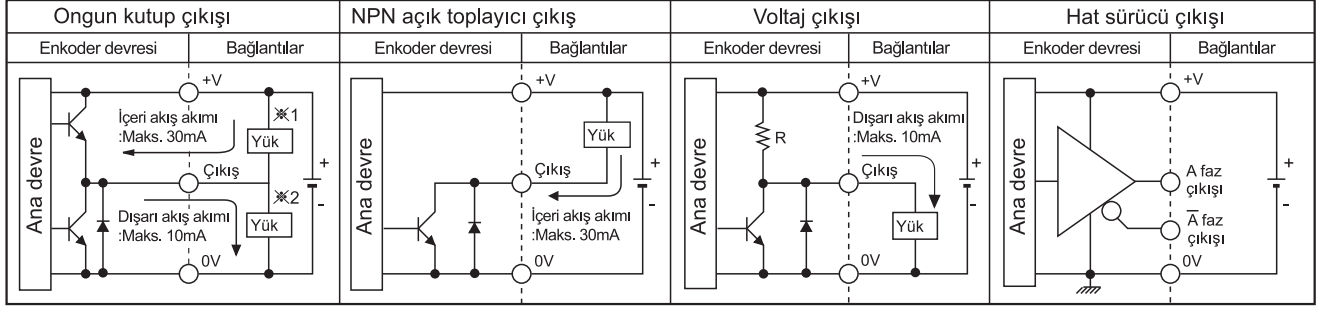 Ongun kutup çıkışı
Enkoder devresi
Bağlantılar
Ana devre
+V
İçeri akış akımı
:Maks. 30mA
※1
Yük
Çıkış
※2
Dışarı akış akımı
:Maks. 10mA
Yük
0V
+
-
NPN açık toplayıcı çıkış
Enkoder devresi
Bağlantılar
Ana devre
+V
Yük
Çıkış
İçeri akış akımı
:Maks. 30mA
0V
+
-
Voltaj çıkışı
Enkoder devresi
Bağlantılar
Ana devre
+V
R
Dışarı akış akımı
:Maks. 10mA
Çıkış
Yük
0V
+
-
Hat sürücü çıkışı
Enkoder devresi
Bağlantılar
Ana devre
+V
A faz
çıkışı
A̅ faz
çıkışı
0V
+
-